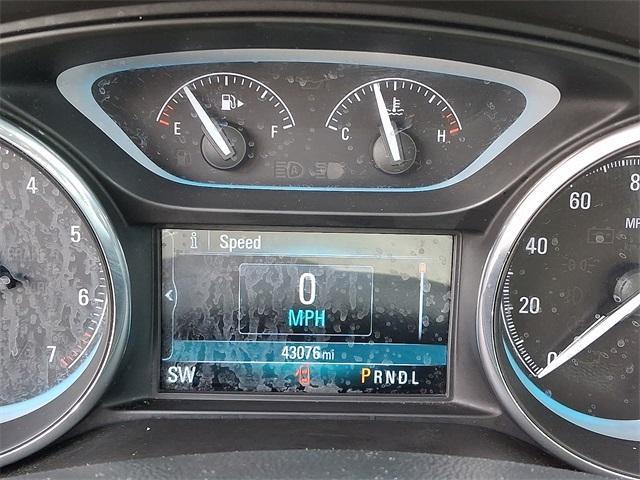 E F
C H
4
5
6
7
i Speed
0
MPH
43076mi
SW PRNDL
0
20
40
60
8
MP